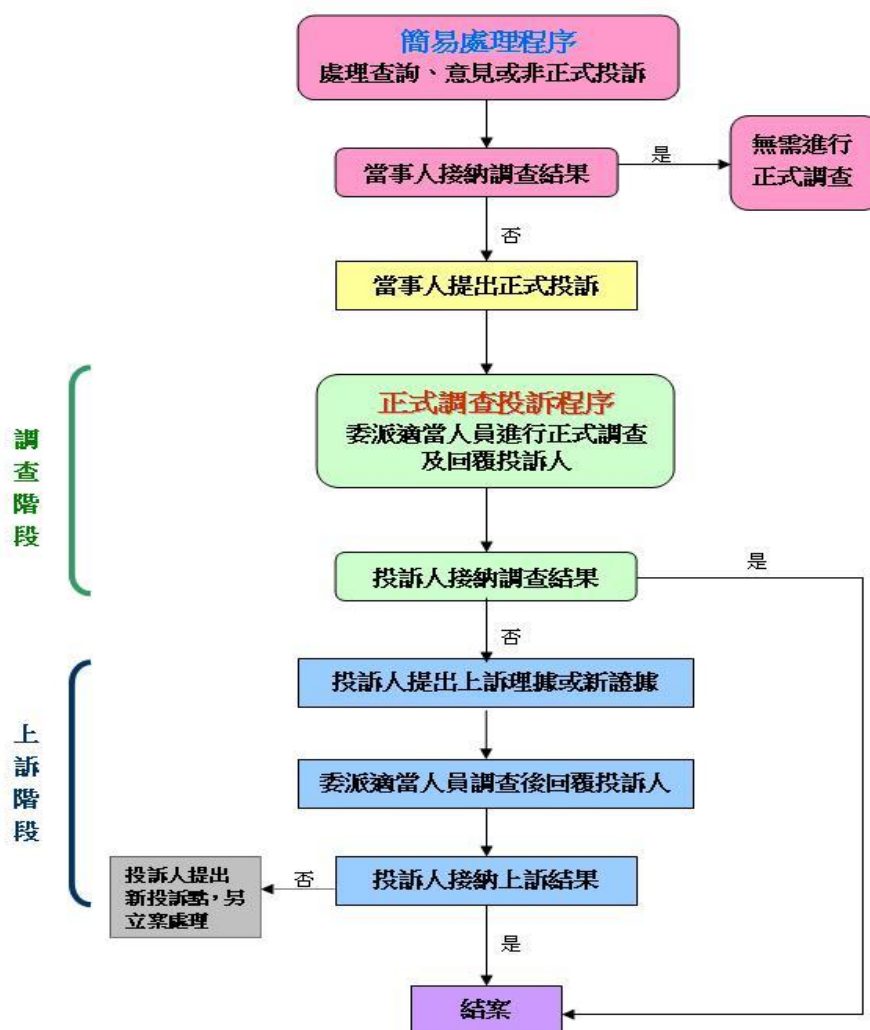 簡易處理程序
處理查詢、意見或非正式投訴
當事人接納調查結果
是
無需進行
正式調查
否
當事人提出正式投訴
調查階段
正式調查投訴程序
委派適當人員進行正式調查
及回覆投訴人
投訴人接納調查結果
是
否
上訴階段
投訴人提出上訴理據或新證據
委派適當人員調查後回覆投訴人
投訴人接納上訴結果
否
投訴人提出
新投訴點，另
立案處理
是
結案